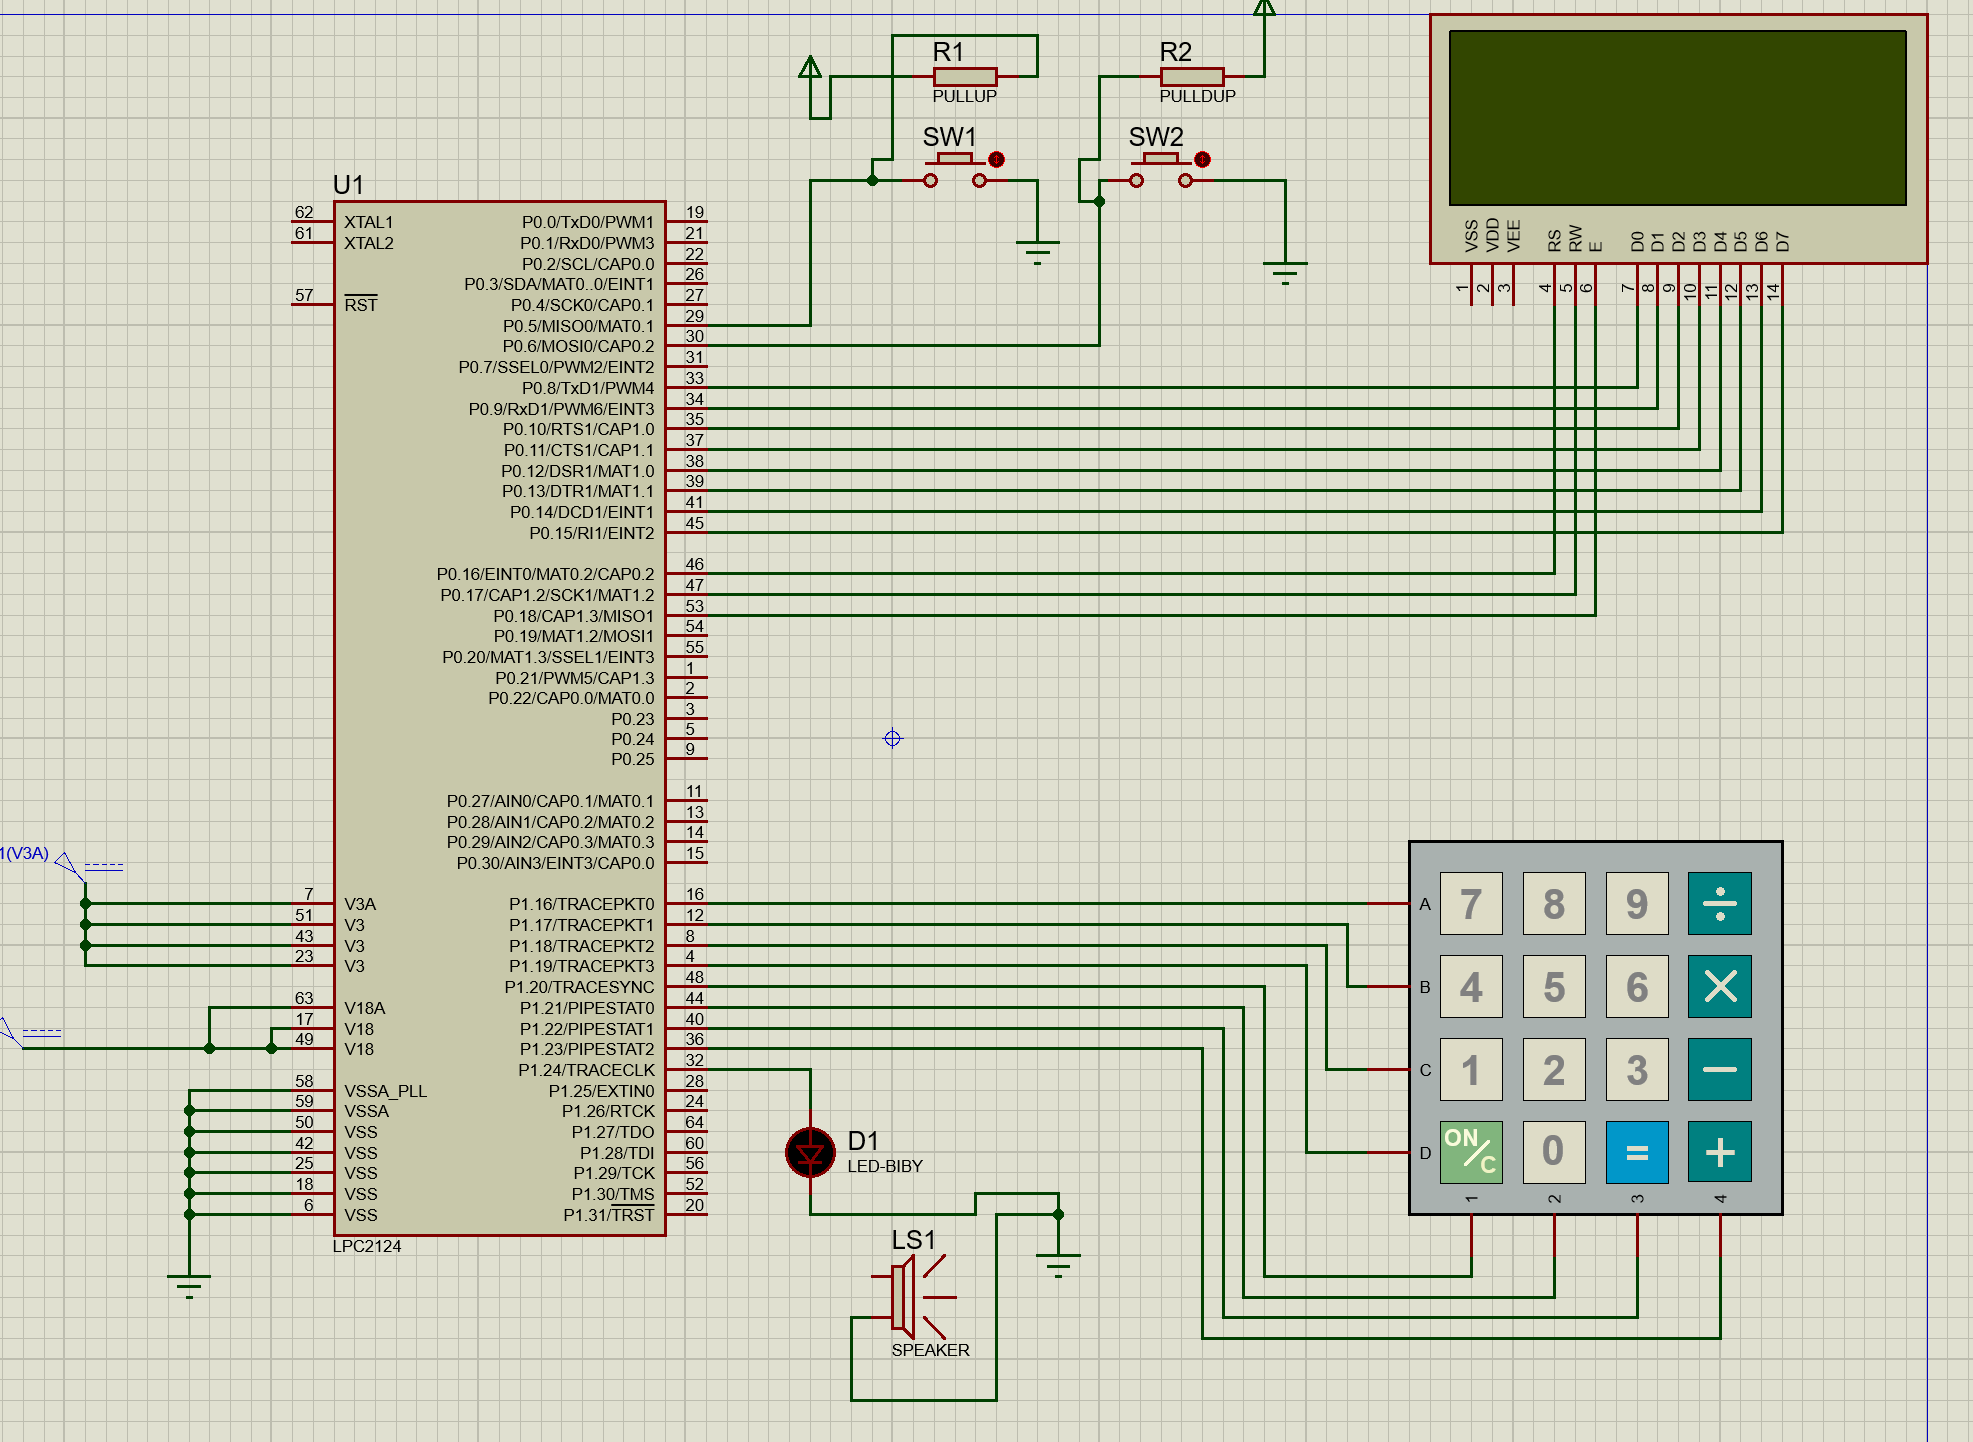 R1
PULLUP
R2
PULLDUP
SW1
SW2
VSS VDD VEE RS RW E D0 D1 D2 D3 D4 D5 D6 D7
1 2 3 4 5 6 7 8 9 10 11 12 13 14
U1
62 XTAL1 P0.0/TxD0/PWM1 19
61 XTAL2 P0.1/RxD0/PWM3 21
P0.2/SCL/CAP0.0 22
P0.3/SDA/MAT0..0/EINT1 26
57 RST P0.4/SCK0/CAP0.1 27
P0.5/MISO0/MAT0.1 29
P0.6/MOSI0/CAP0.2 30
P0.7/SSEL0/PWM2/EINT2 31
P0.8/TxD1/PWM4 33
P0.9/RxD1/PWM6/EINT3 34
P0.10/RTS1/CAP1.0 35
P0.11/CTS1/CAP1.1 37
P0.12/DSR1/MAT1.0 38
P0.13/DTR1/MAT1.1 39
P0.14/DCD1/EINT1 41
P0.15/RI1/EINT2 45
P0.16/EINT0/MAT0.2/CAP0.2 46
P0.17/CAP1.2/SCK1/MAT1.2 47
P0.18/CAP1.3/MISO1 53
P0.19/MAT1.2/MOSI1 54
P0.20/MAT1.3/SSEL1/EINT3 55
P0.21/PWM5/CAP1.3 1
P0.22/CAP0.0/MAT0.0 2
P0.23 3
P0.24 5
P0.25 9
P0.27/AIN0/CAP0.1/MAT0.1 11
P0.28/AIN1/CAP0.2/MAT0.2 13
P0.29/AIN2/CAP0.3/MAT0.3 14
P0.30/AIN3/EINT3/CAP0.0 15
1(V3A)
7 V3A P1.16/TRACEPKT0 16
51 V3 P1.17/TRACEPKT1 12
43 V3 P1.18/TRACEPKT2 8
23 V3 P1.19/TRACEPKT3 4
P1.20/TRACESYNC 48
63 V18A P1.21/PIPESTAT0 44
17 V18 P1.22/PIPESTAT1 40
49 V18 P1.23/PIPESTAT2 36
P1.24/TRACECLK 32
58 VSSA_PLL P1.25/EXTIN0 28
59 VSSA P1.26/RTCK 24
50 VSS P1.27/TDO 64
42 VSS P1.28/TDI 60
25 VSS P1.29/TCK 56
18 VSS P1.30/TMS 52
6 VSS P1.31/TRST 20
LPC2124
A 7 8 9 ÷
B 4 5 6 ×
C 1 2 3 −
D ON/C 0 = +
1 2 3 4
D1
LED-BIBY
LS1
SPEAKER